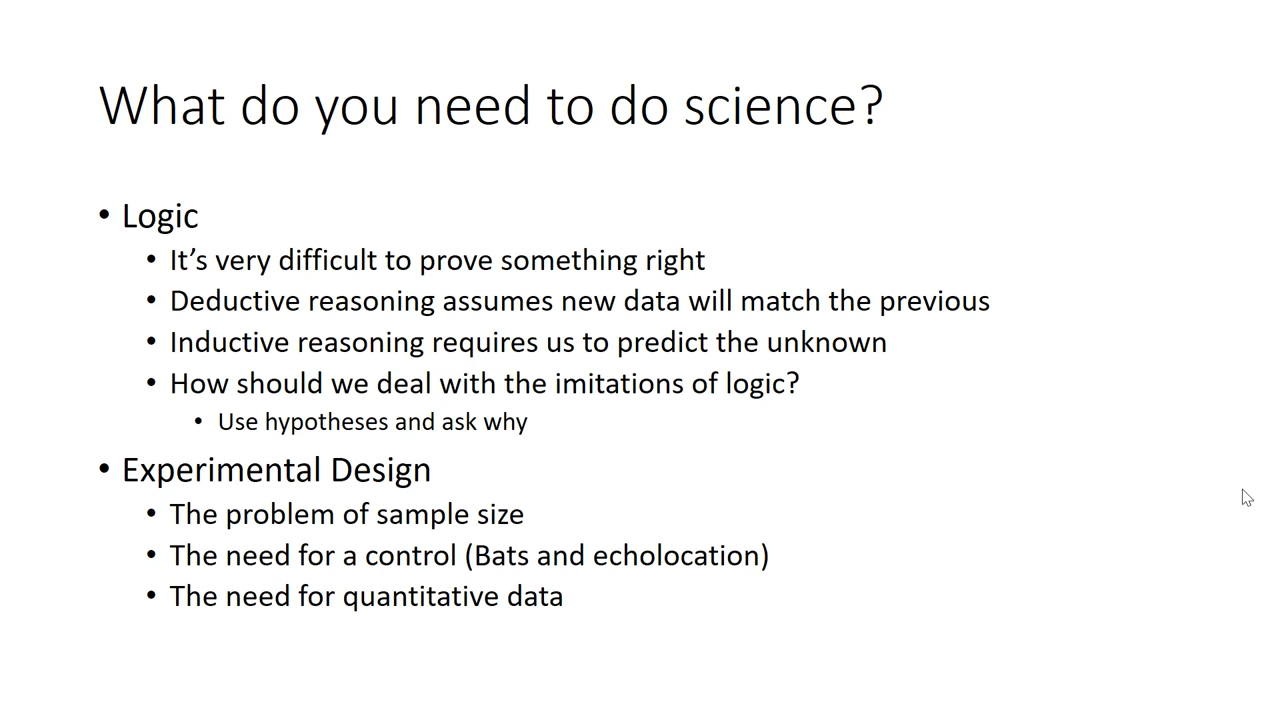 What do you need to do science?
• Logic
• It’s very difficult to prove something right
• Deductive reasoning assumes new data will match the previous
• Inductive reasoning requires us to predict the unknown
• How should we deal with the imitations of logic?
• Use hypotheses and ask why
• Experimental Design
• The problem of sample size
• The need for a control (Bats and echolocation)
• The need for quantitative data